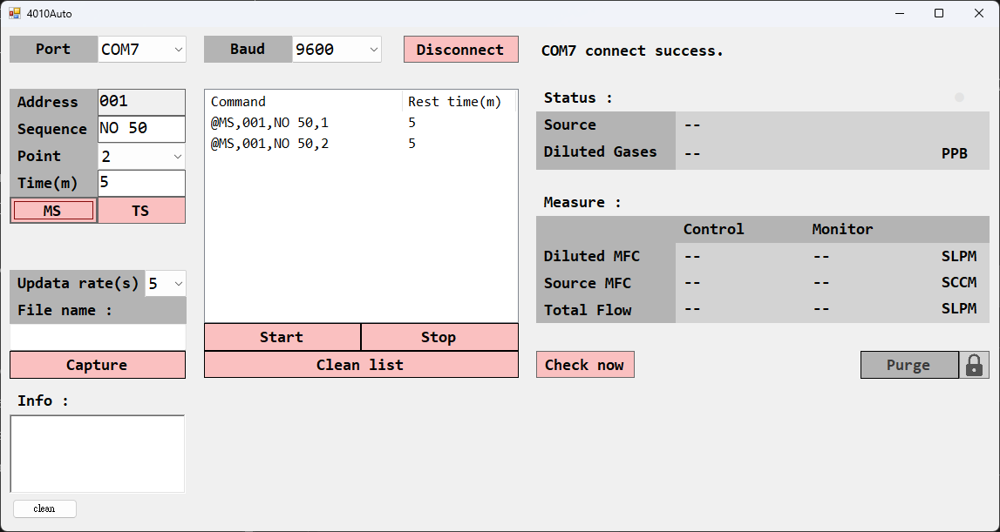 4010Auto
Port COM7 Baud 9600 Disconnect COM7 connect success.
Address 001
Sequence NO 50
Point 2
Time(m) 5
MS TS
Updata rate(s) 5
File name :
Capture
Info :
clean
Command Rest time(m)
@MS,001,NO 50,1 5
@MS,001,NO 50,2 5
Start Stop
Clean list
Status :
Source --
Diluted Gases -- PPB
Measure :
Control Monitor
Diluted MFC -- -- SLPM
Source MFC -- -- SCCM
Total Flow -- -- SLPM
Check now Purge